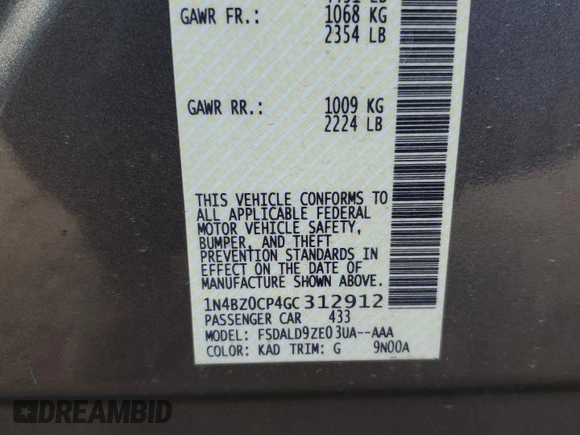 GAWR FR.: 1068 KG
2354 LB
GAWR RR.: 1009 KG
2224 LB
THIS VEHICLE CONFORMS TO
ALL APPLICABLE FEDERAL
MOTOR VEHICLE SAFETY,
BUMPER, AND THEFT
PREVENTION STANDARDS IN
EFFECT ON THE DATE OF
MANUFACTURE SHOWN ABOVE.
1N4BZ0CP4GC312912
PASSENGER CAR 433
MODEL: FSDALD9ZE03UA--AAA
COLOR: KAD TRIM: G 9N00A
DREAMBID